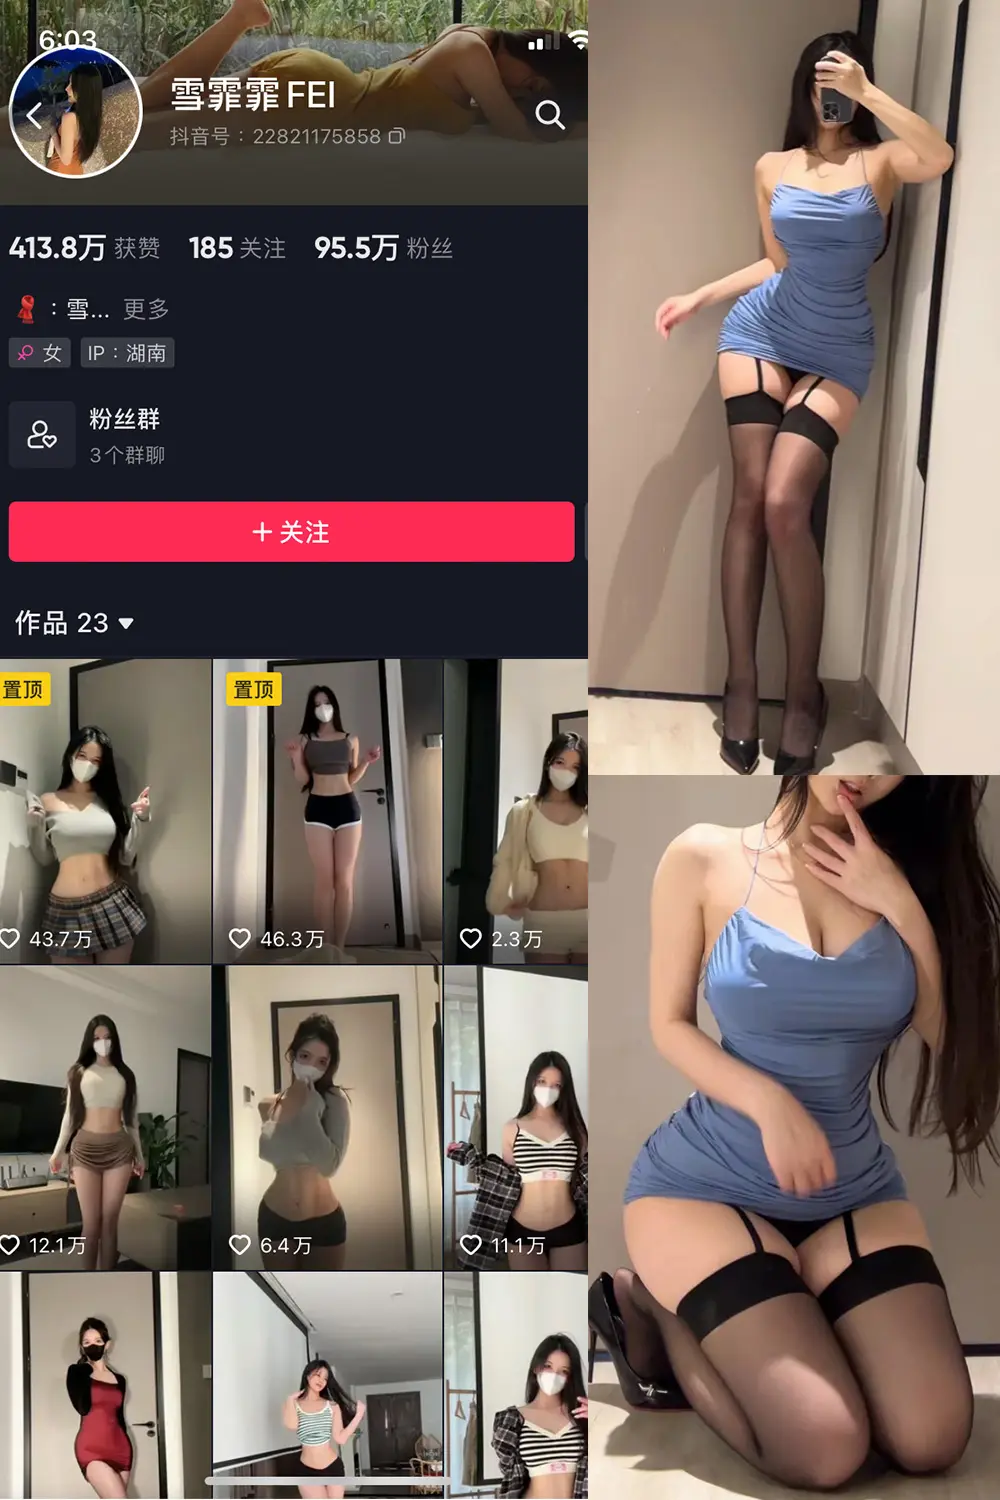 6:03
雪霏霏FEI
抖音号：22821175858
413.8万 获赞 185 关注 95.5万 粉丝
：雪... 更多
女 IP：湖南
粉丝群
3个群聊
+ 关注
作品 23
置顶 置顶
43.7万 46.3万 2.3万
12.1万 6.4万 11.1万